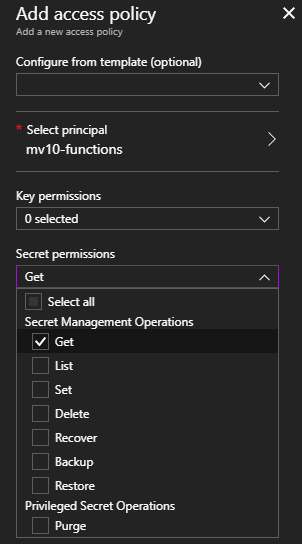 Add access policy
Add a new access policy
Configure from template (optional)
* Select principal
mv10-functions
Key permissions
0 selected
Secret permissions
Get
Select all
Secret Management Operations
Get
List
Set
Delete
Recover
Backup
Restore
Privileged Secret Operations
Purge